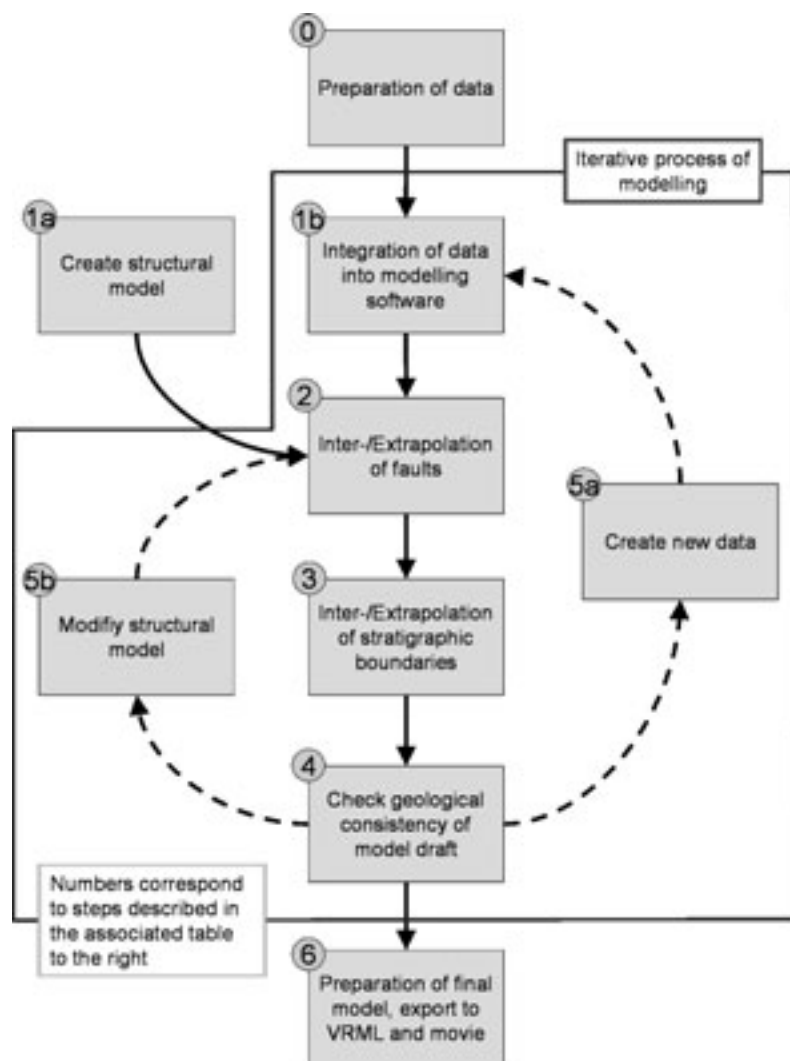 0
Preparation of data
Iterative process of
modelling
1a
Create structural
model
1b
Integration of data
into modelling
software
2
Inter-/Extrapolation
of faults
5a
Create new data
5b
Modifiy structural
model
3
Inter-/Extrapolation
of stratigraphic
boundaries
4
Check geological
consistency of
model draft
Numbers correspond
to steps described in
the associated table
to the right
6
Preparation of final
model, export to
VRML and movie